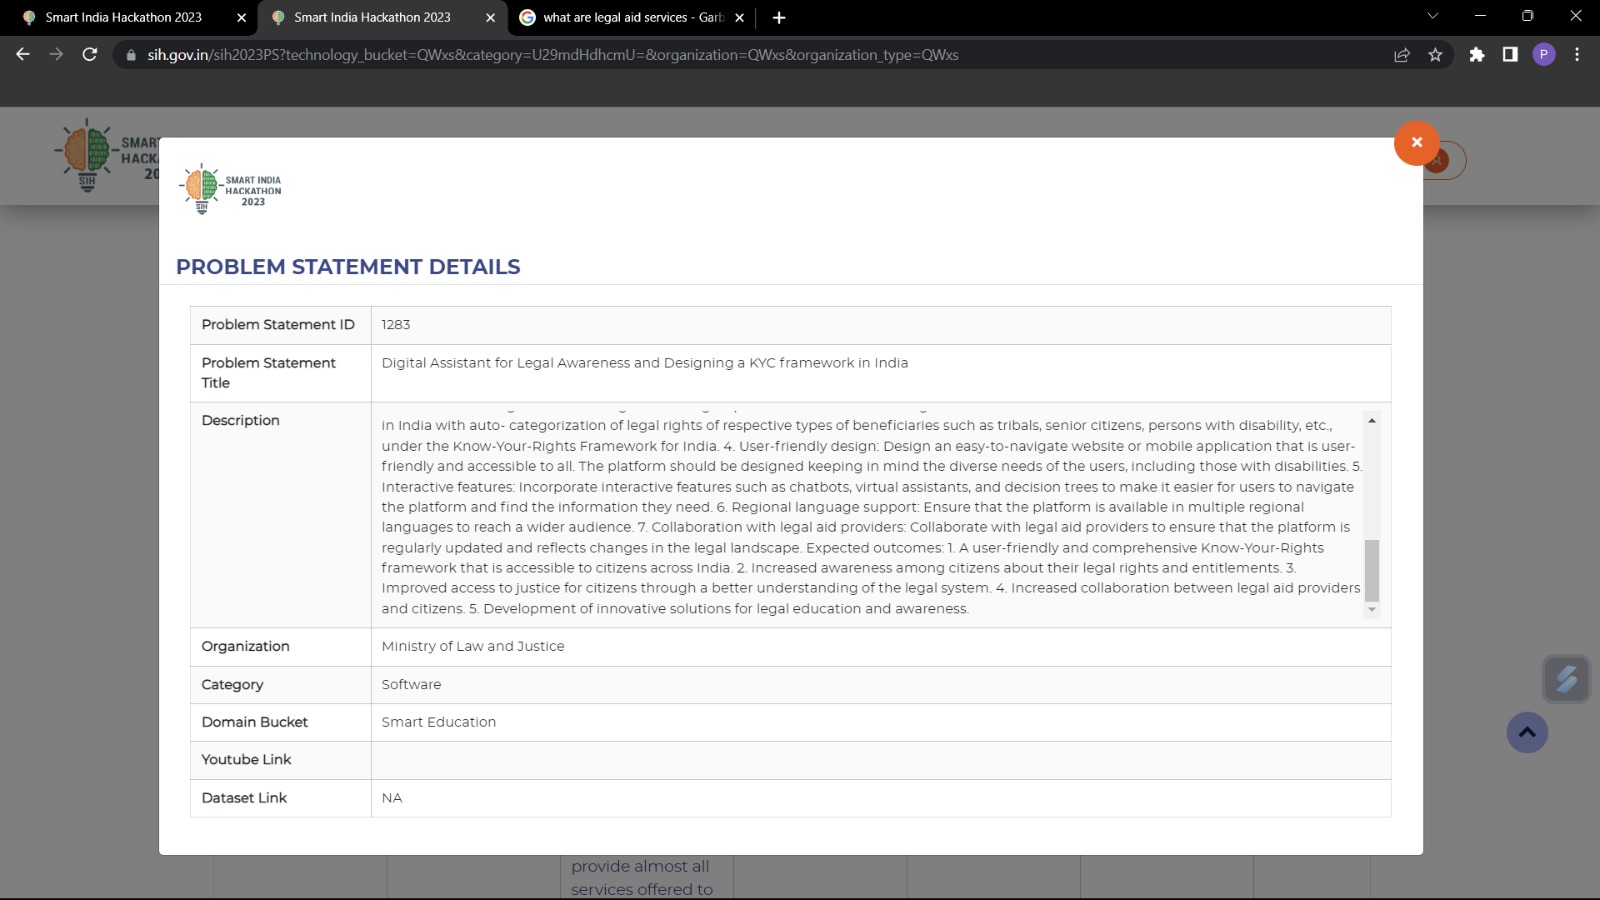 Smart India Hackathon 2023
Smart India Hackathon 2023
what are legal aid services - Garb
sih.gov.in/sih2023PS?technology_bucket=QWxs&category=U29mdHdhcmU=&organization=QWxs&organization_type=QWxs
P
SMART
HACKA
20
SIH
SMART INDIA
HACKATHON
2023
SIH
PROBLEM STATEMENT DETAILS
Problem Statement ID 1283
Problem Statement Title Digital Assistant for Legal Awareness and Designing a KYC framework in India
Description
in India with auto- categorization of legal rights of respective types of beneficiaries such as tribals, senior citizens, persons with disability, etc.,
under the Know-Your-Rights Framework for India. 4. User-friendly design: Design an easy-to-navigate website or mobile application that is user-
friendly and accessible to all. The platform should be designed keeping in mind the diverse needs of the users, including those with disabilities. 5.
Interactive features: Incorporate interactive features such as chatbots, virtual assistants, and decision trees to make it easier for users to navigate
the platform and find the information they need. 6. Regional language support: Ensure that the platform is available in multiple regional
languages to reach a wider audience. 7. Collaboration with legal aid providers: Collaborate with legal aid providers to ensure that the platform is
regularly updated and reflects changes in the legal landscape. Expected outcomes: 1. A user-friendly and comprehensive Know-Your-Rights
framework that is accessible to citizens across India. 2. Increased awareness among citizens about their legal rights and entitlements. 3.
Improved access to justice for citizens through a better understanding of the legal system. 4. Increased collaboration between legal aid providers
and citizens. 5. Development of innovative solutions for legal education and awareness.
Organization Ministry of Law and Justice
Category Software
Domain Bucket Smart Education
Youtube Link
Dataset Link NA
provide almost all
services offered to